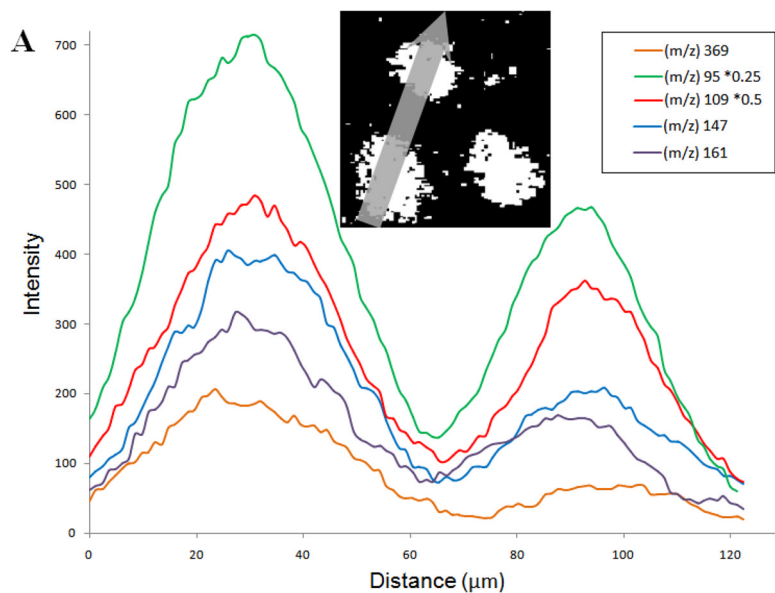 A
700
600
500
400
300
200
100
0
Intensity
0 20 40 60 80 100 120
Distance (μm)
(m/z) 369
(m/z) 95 *0.25
(m/z) 109 *0.5
(m/z) 147
(m/z) 161